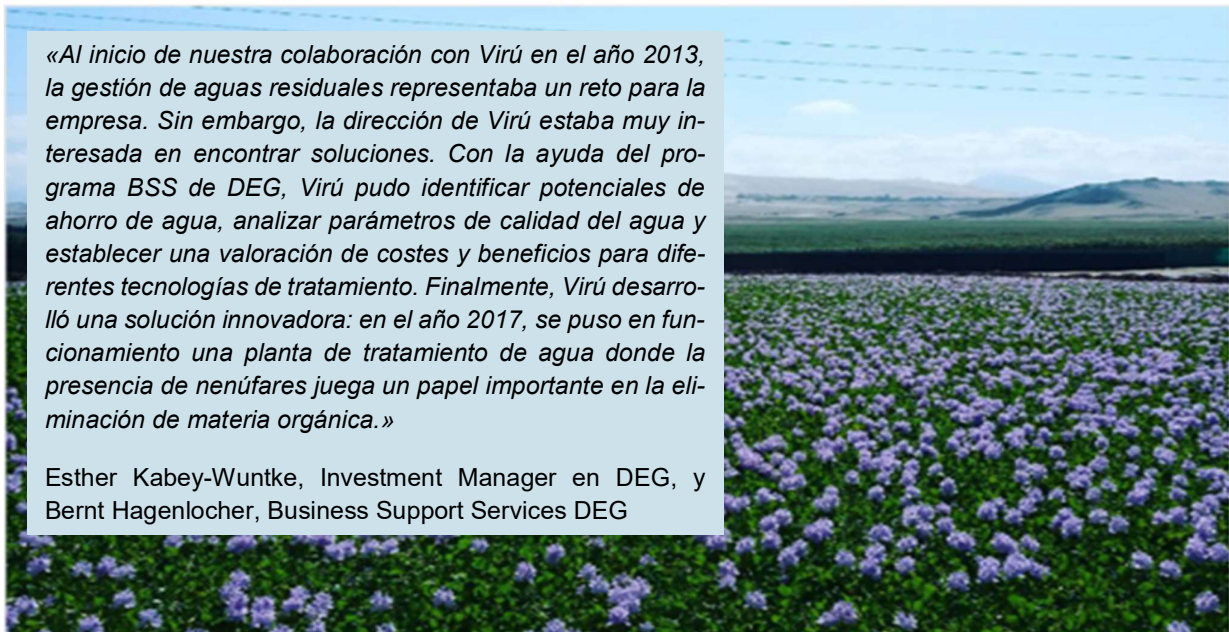 «Al inicio de nuestra colaboración con Virú en el año 2013,
la gestión de aguas residuales representaba un reto para la
empresa. Sin embargo, la dirección de Virú estaba muy in-
teresada en encontrar soluciones. Con la ayuda del pro-
grama BSS de DEG, Virú pudo identificar potenciales de
ahorro de agua, analizar parámetros de calidad del agua y
establecer una valoración de costes y beneficios para dife-
rentes tecnologías de tratamiento. Finalmente, Virú desarro-
lló una solución innovadora: en el año 2017, se puso en fun-
cionamiento una planta de tratamiento de agua donde la
presencia de nenúfares juega un papel importante en la eli-
minación de materia orgánica.»
Esther Kabey-Wuntke, Investment Manager en DEG, y
Bernt Hagenlocher, Business Support Services DEG